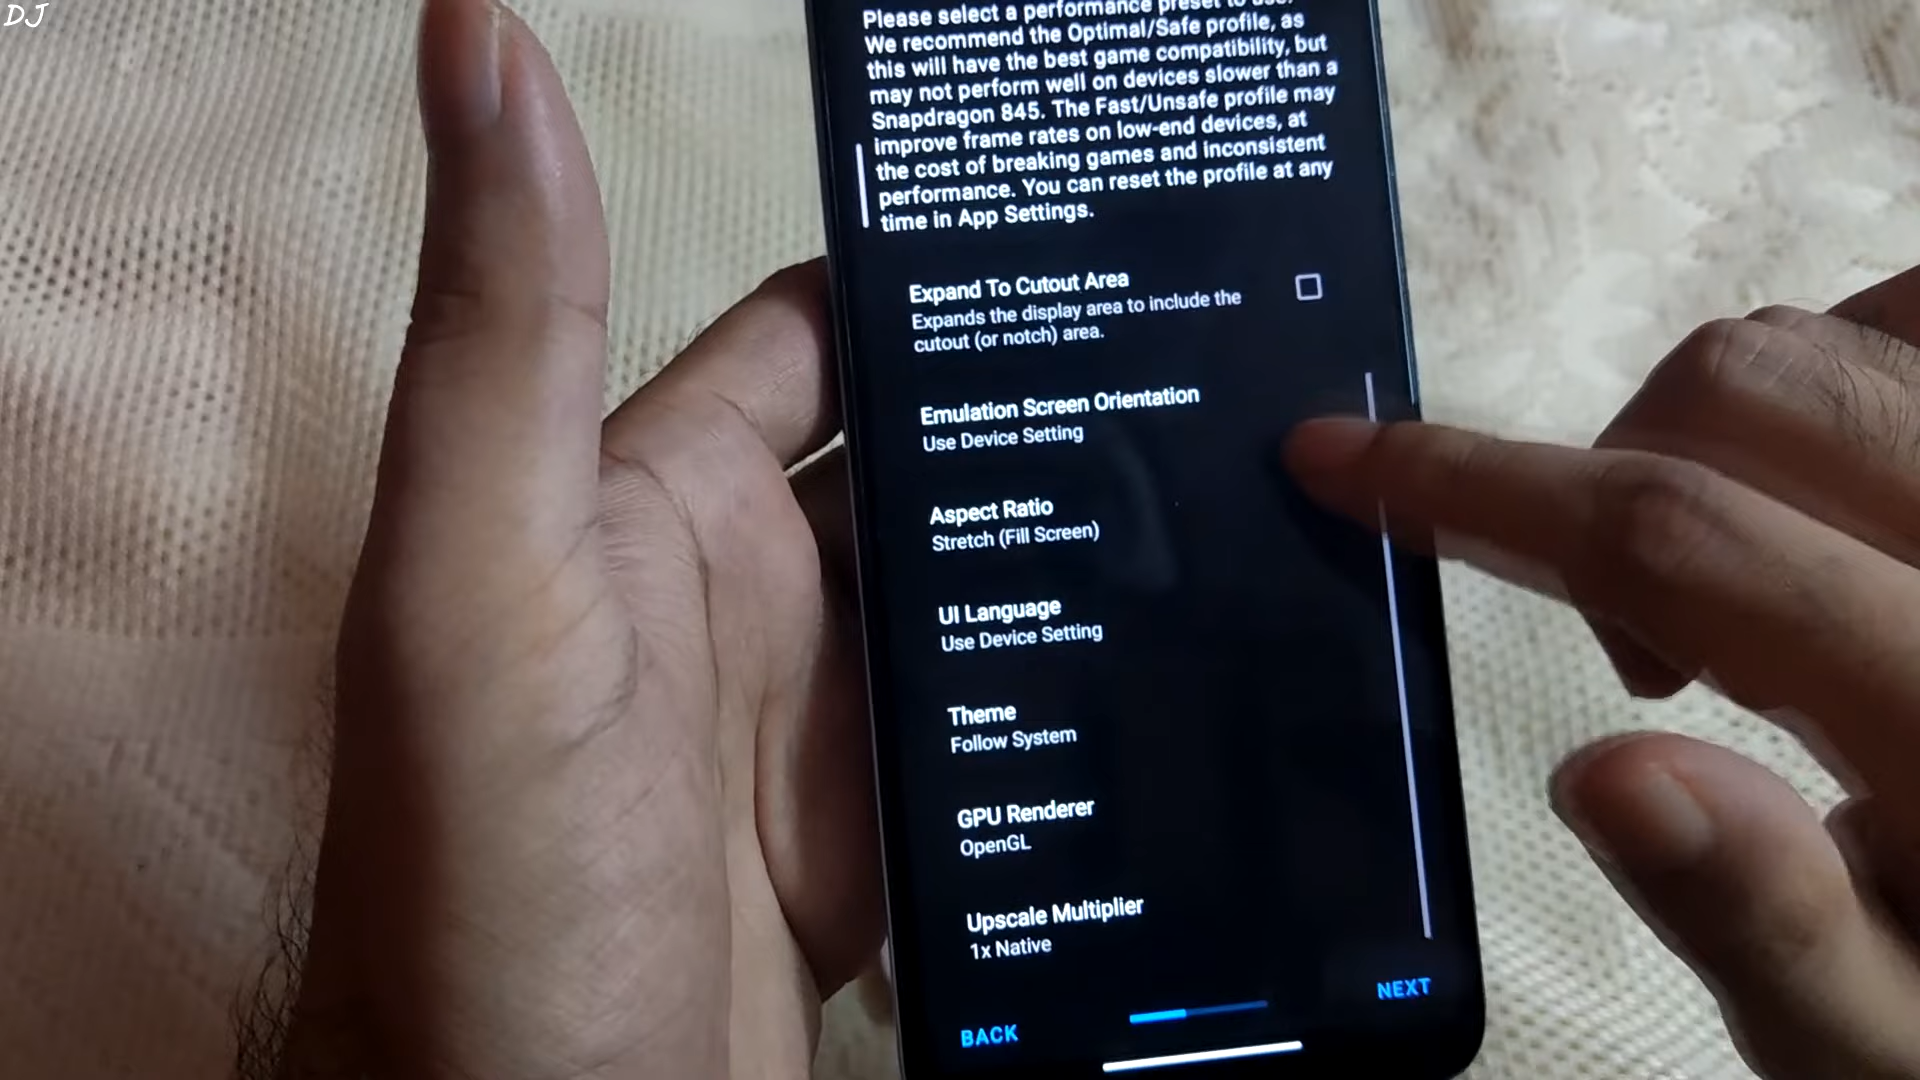 DJ
Please select a performance preset to use.
We recommend the Optimal/Safe profile, as
this will have the best game compatibility, but
may not perform well on devices slower than a
Snapdragon 845. The Fast/Unsafe profile may
improve frame rates on low-end devices, at
the cost of breaking games and inconsistent
performance. You can reset the profile at any
time in App Settings.
Expand To Cutout Area
Expands the display area to include the
cutout (or notch) area.
Emulation Screen Orientation
Use Device Setting
Aspect Ratio
Stretch (Fill Screen)
UI Language
Use Device Setting
Theme
Follow System
GPU Renderer
OpenGL
Upscale Multiplier
1x Native
BACK
NEXT